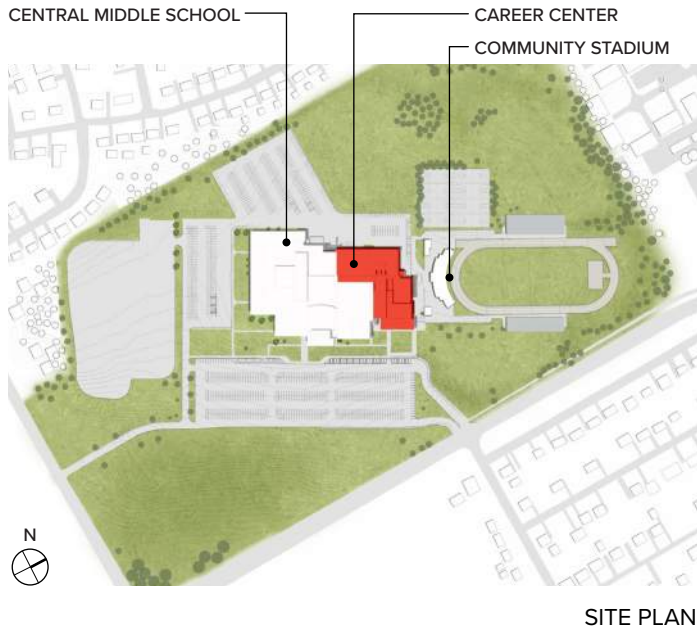 CENTRAL MIDDLE SCHOOL
CAREER CENTER
COMMUNITY STADIUM
N
SITE PLAN